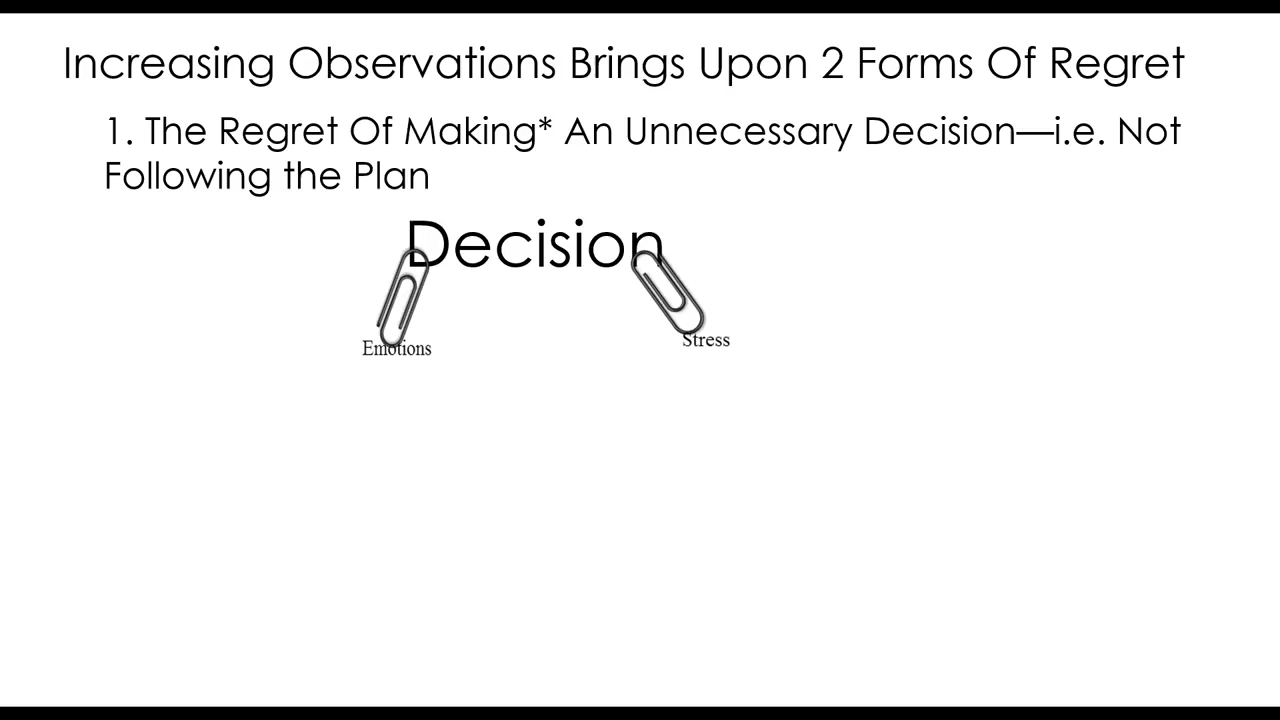 Increasing Observations Brings Upon 2 Forms Of Regret
1. The Regret Of Making* An Unnecessary Decision—i.e. Not
Following the Plan
Decision
Emotions
Stress